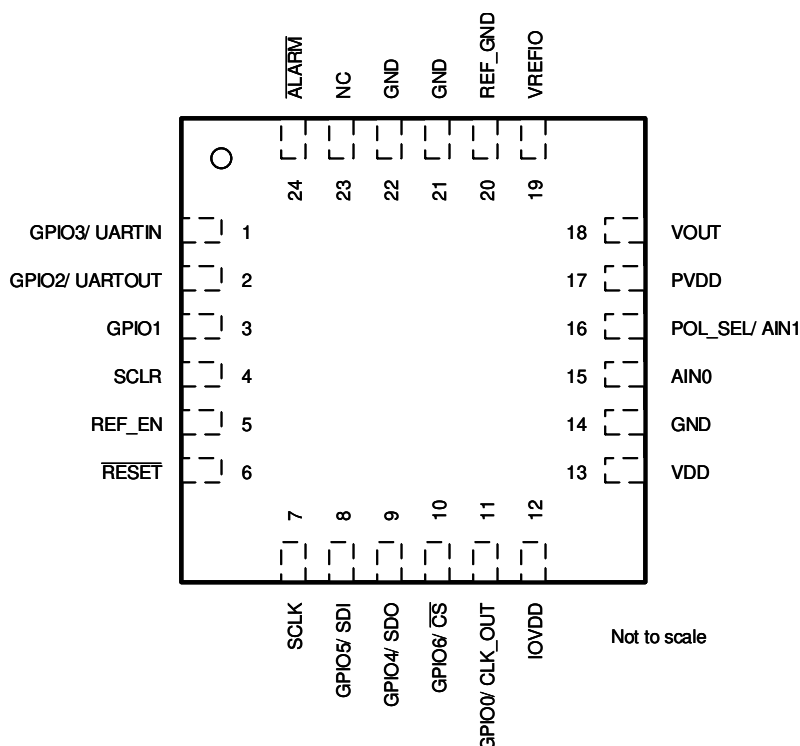 ALARM
NC
GND
GND
REF_GND
VREFIO
24
23
22
21
20
19
GPIO3/ UARTIN 1
GPIO2/ UARTOUT 2
GPIO1 3
SCLR 4
REF_EN 5
RESET 6
18 VOUT
17 PVDD
16 POL_SEL/ AIN1
15 AIN0
14 GND
13 VDD
7
8
9
10
11
12
SCLK
GPIO5/ SDI
GPIO4/ SDO
GPIO6/ CS
GPIO0/ CLK_OUT
IOVDD
Not to scale